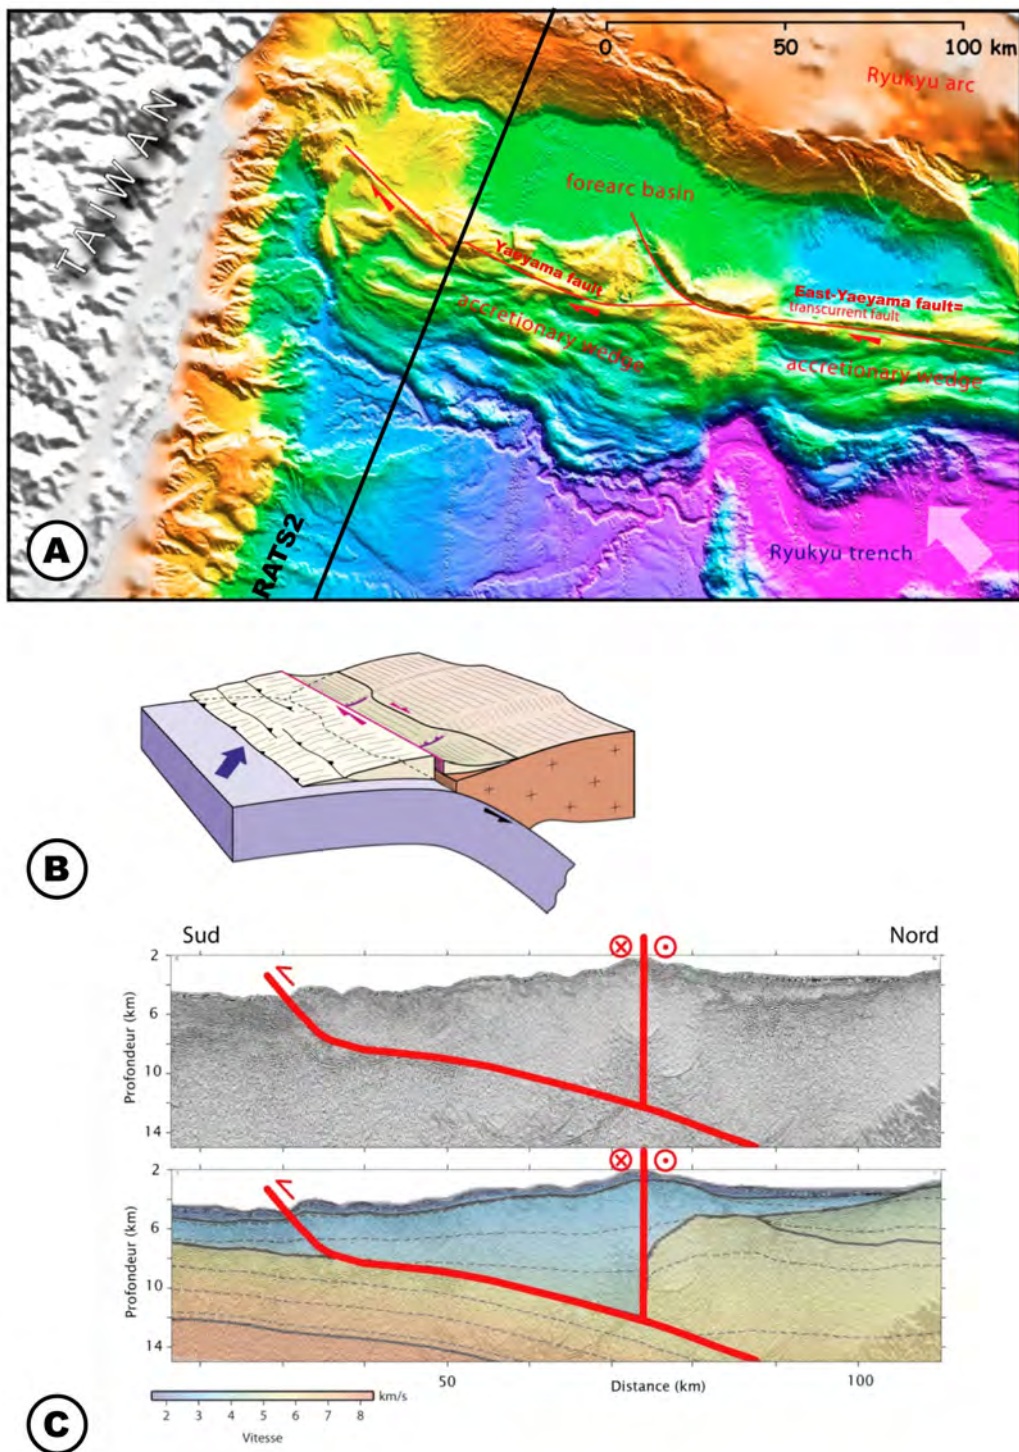 0 50 100 km
Ryukyu arc
TAIWAN
forearc basin
Yaeyama fault
East-Yaeyama fault=
transcurrent fault
accretionary wedge
accretionary wedge
RATS2
Ryukyu trench
A
B
Sud Nord
2
6
10
14
Profondeur (km)
2
6
10
14
Profondeur (km)
50 Distance (km) 100
km/s
2 3 4 5 6 7 8
Vitesse
C